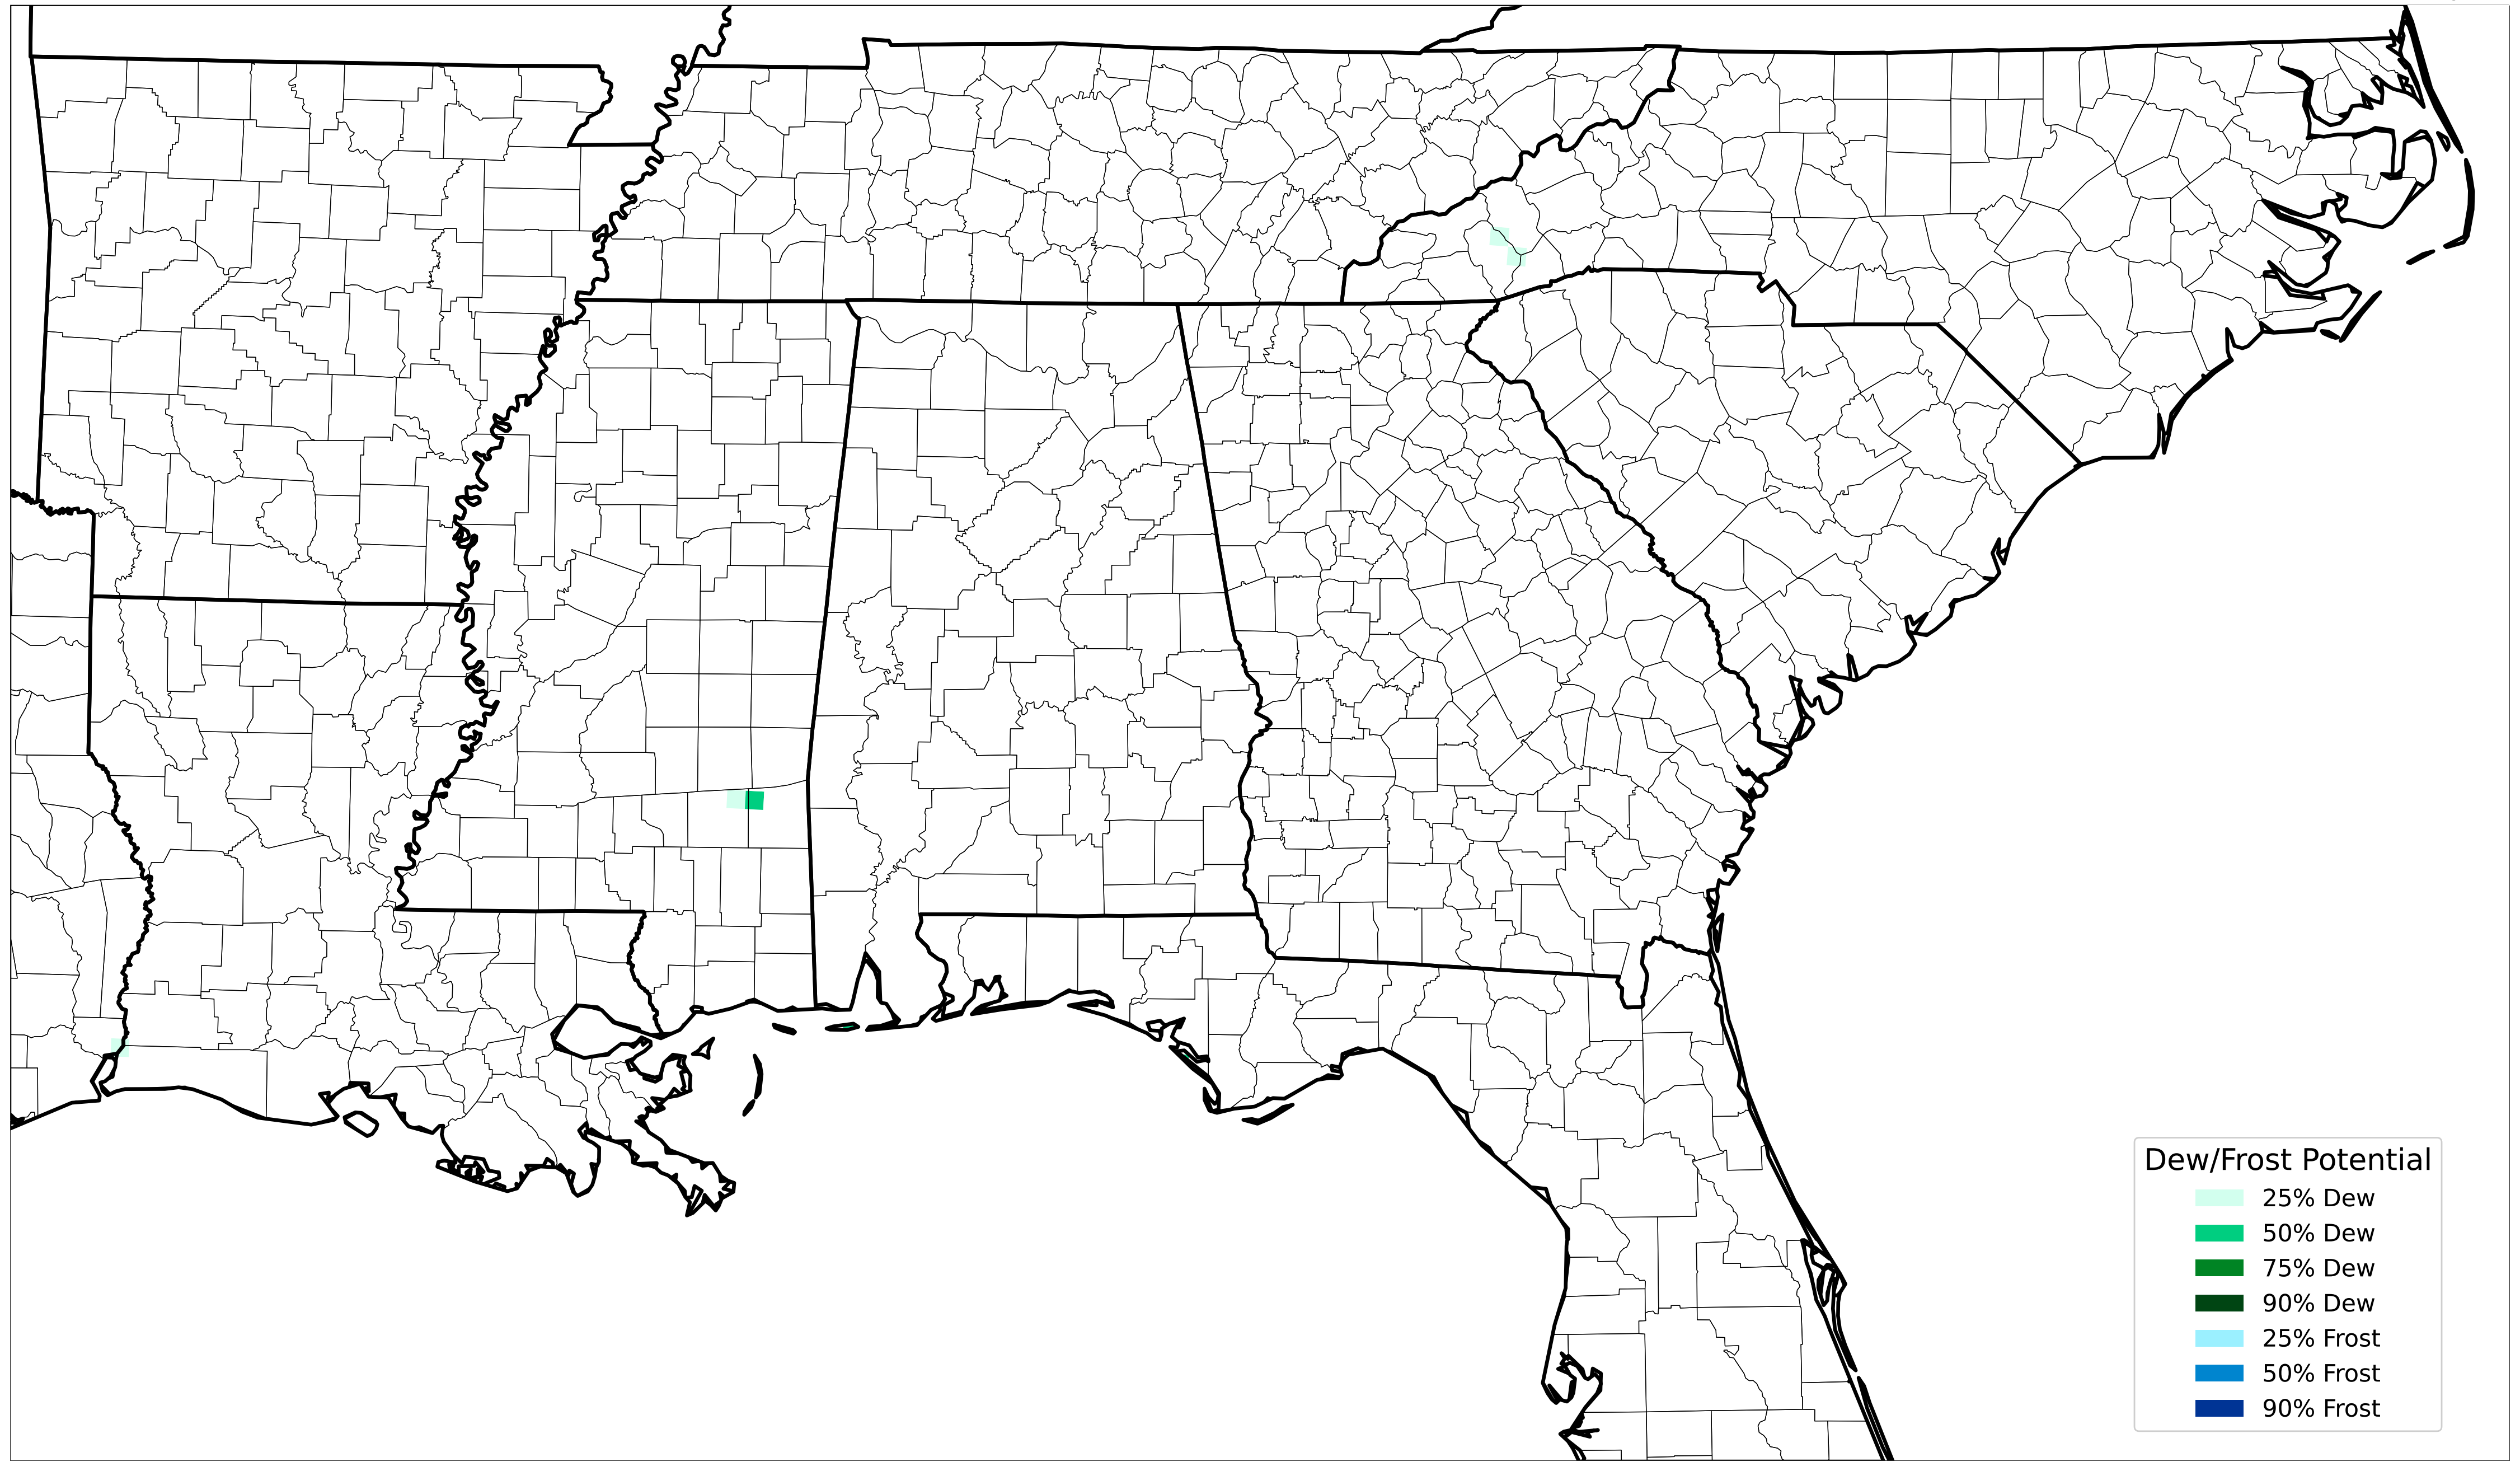 Dew/Frost Potential
25% Dew
50% Dew
75% Dew
90% Dew
25% Frost
50% Frost
90% Frost